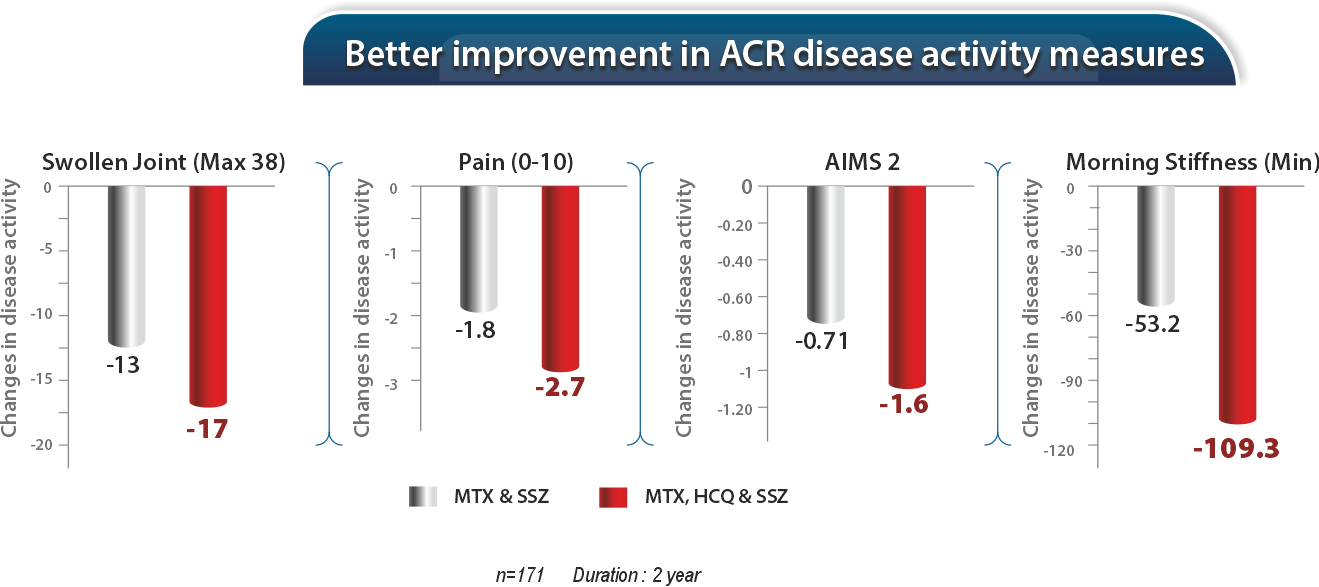 Better improvement in ACR disease activity measures
Swollen Joint (Max 38)
Changes in disease activity
0
-5
-10
-15
-20
-13
-17
Pain (0-10)
Changes in disease activity
0
-1
-2
-3
-1.8
-2.7
AIMS 2
Changes in disease activity
0
-0.20
-0.40
-0.60
-0.80
-1
-1.20
-0.71
-1.6
Morning Stiffness (Min)
Changes in disease activity
0
-30
-60
-90
-120
-53.2
-109.3
MTX & SSZ
MTX, HCQ & SSZ
n=171 Duration : 2 year